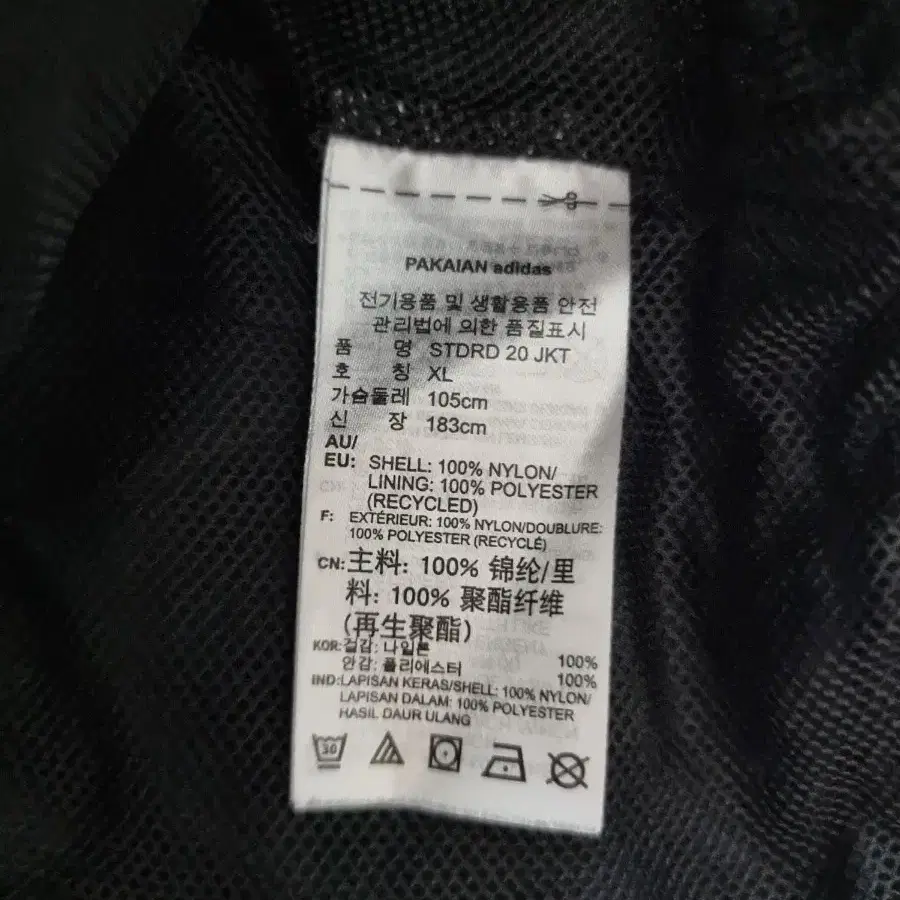 PAKAIAN adidas
전기용품 및 생활용품 안전
관리법에 의한 품질표시
품 명 STDRD 20 JKT
호 칭 XL
가슴둘레 105cm
신 장 183cm
AU/
EU: SHELL: 100% NYLON/
LINING: 100% POLYESTER
(RECYCLED)
F: EXTÉRIEUR: 100% NYLON/DOUBLURE:
100% POLYESTER (RECYCLÉ)
CN: 主料: 100% 锦纶/里
料: 100% 聚酯纤维
(再生聚酯)
KOR: 겉감: 나일론 100%
안감: 폴리에스터 100%
IND: LAPISAN KERAS/SHELL: 100% NYLON/
LAPISAN DALAM: 100% POLYESTER
HASIL DAUR ULANG
30